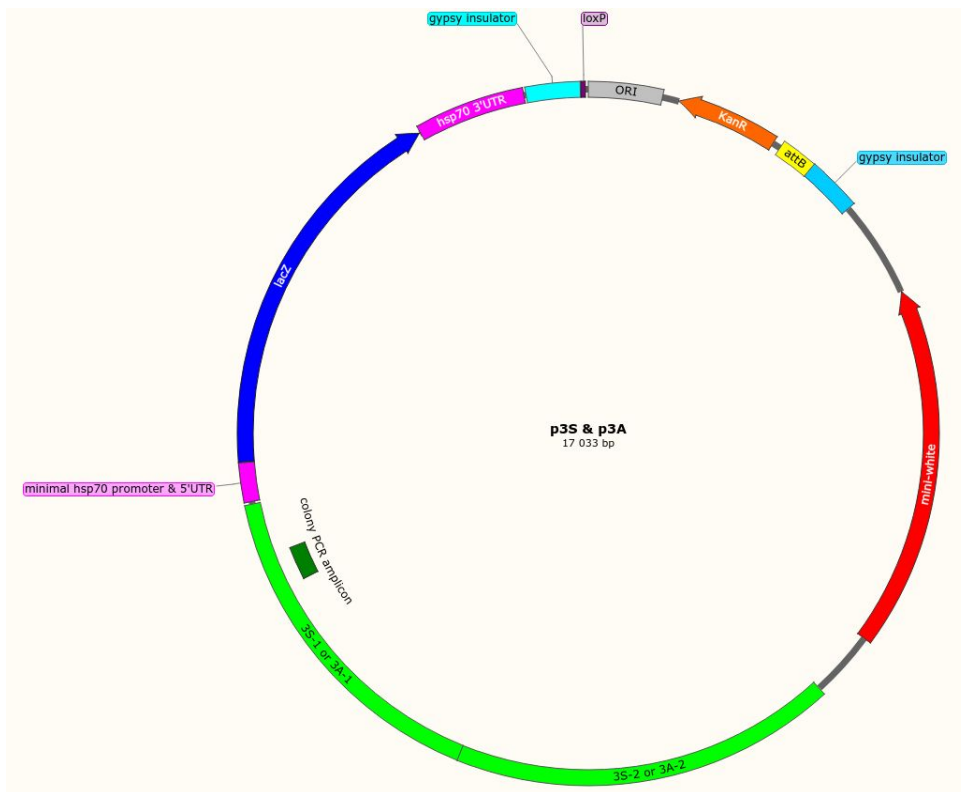 gypsy insulator
loxP
ORI
hsp70 3'UTR
KanR
attB
gypsy insulator
lacZ
mini-white
p3S & p3A
17 033 bp
minimal hsp70 promoter & 5'UTR
colony PCR amplicon
3S-1 or 3A-1
3S-2 or 3A-2